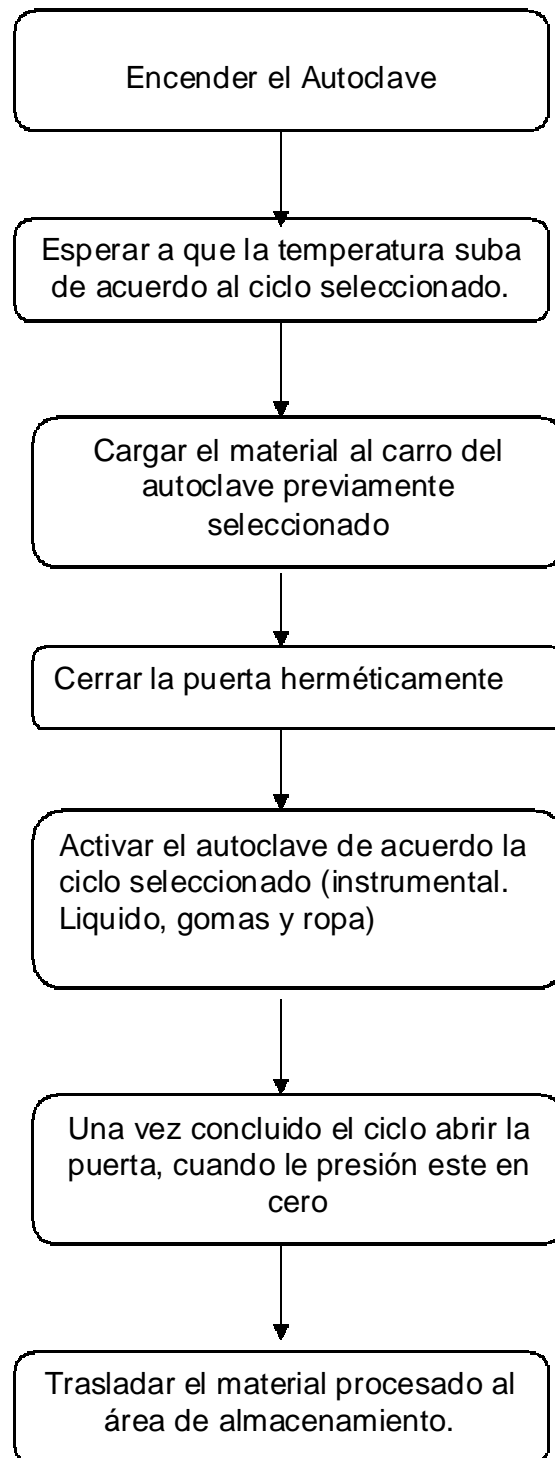 Encender el Autoclave
Esperar a que la temperatura suba
de acuerdo al ciclo seleccionado.
Cargar el material al carro del
autoclave previamente
seleccionado
Cerrar la puerta herméticamente
Activar el autoclave de acuerdo la
ciclo seleccionado (instrumental.
Liquido, gomas y ropa)
Una vez concluido el ciclo abrir la
puerta, cuando le presión este en
cero
Trasladar el material procesado al
área de almacenamiento.